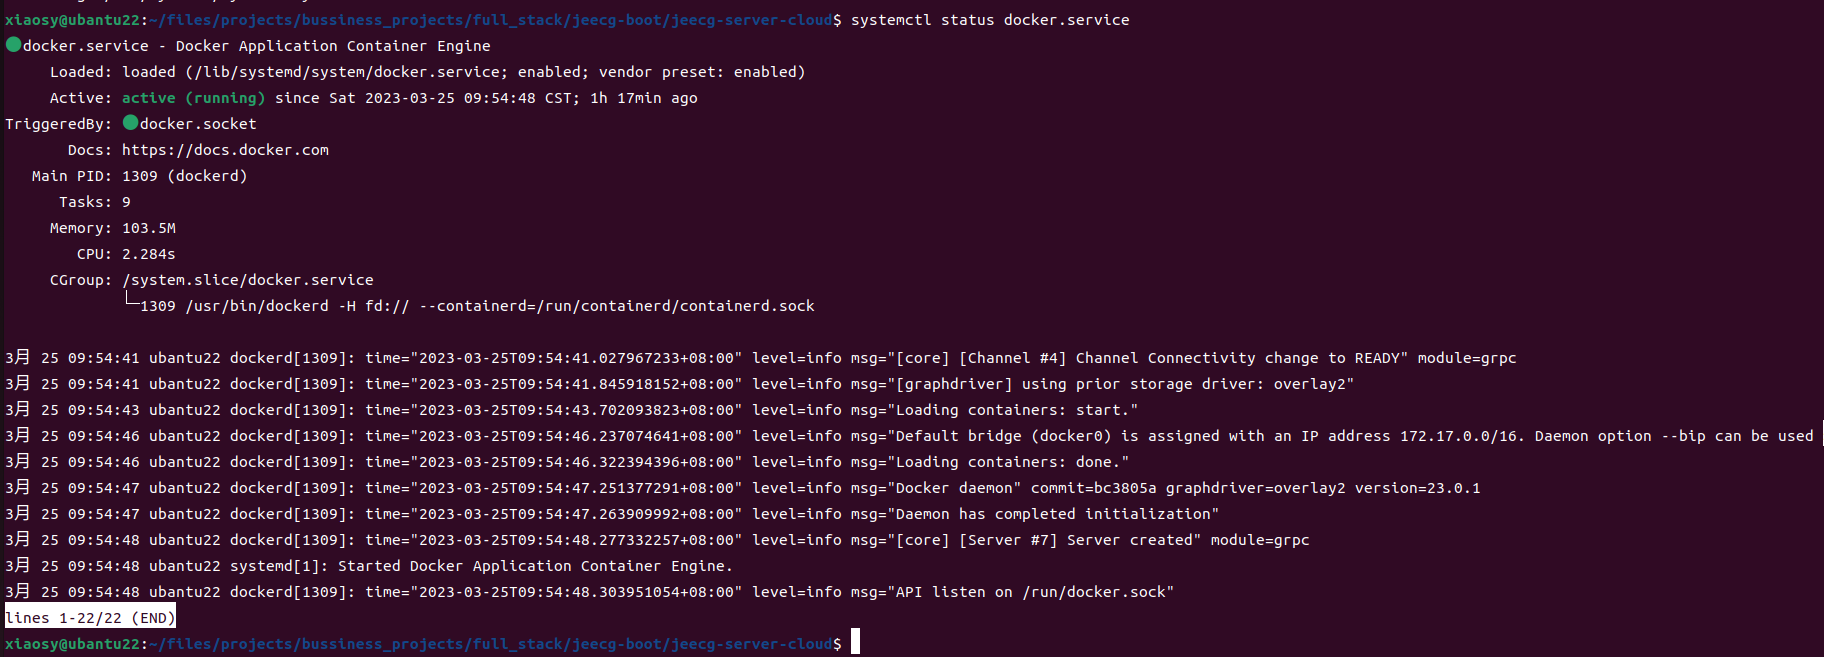 xiaosy@ubantu22:~/files/projects/bussiness_projects/full_stack/jeecg-boot/jeecg-server-cloud$ systemctl status docker.service
●docker.service - Docker Application Container Engine
     Loaded: loaded (/lib/systemd/system/docker.service; enabled; vendor preset: enabled)
     Active: active (running) since Sat 2023-03-25 09:54:48 CST; 1h 17min ago
TriggeredBy: ●docker.socket
       Docs: https://docs.docker.com
   Main PID: 1309 (dockerd)
      Tasks: 9
     Memory: 103.5M
        CPU: 2.284s
     CGroup: /system.slice/docker.service
             └─1309 /usr/bin/dockerd -H fd:// --containerd=/run/containerd/containerd.sock
3月 25 09:54:41 ubantu22 dockerd[1309]: time="2023-03-25T09:54:41.027967233+08:00" level=info msg="[core] [Channel #4] Channel Connectivity change to READY" module=grpc
3月 25 09:54:41 ubantu22 dockerd[1309]: time="2023-03-25T09:54:41.845918152+08:00" level=info msg="[graphdriver] using prior storage driver: overlay2"
3月 25 09:54:43 ubantu22 dockerd[1309]: time="2023-03-25T09:54:43.702093823+08:00" level=info msg="Loading containers: start."
3月 25 09:54:46 ubantu22 dockerd[1309]: time="2023-03-25T09:54:46.237074641+08:00" level=info msg="Default bridge (docker0) is assigned with an IP address 172.17.0.0/16. Daemon option --bip can be used
3月 25 09:54:46 ubantu22 dockerd[1309]: time="2023-03-25T09:54:46.322394396+08:00" level=info msg="Loading containers: done."
3月 25 09:54:47 ubantu22 dockerd[1309]: time="2023-03-25T09:54:47.251377291+08:00" level=info msg="Docker daemon" commit=bc3805a graphdriver=overlay2 version=23.0.1
3月 25 09:54:47 ubantu22 dockerd[1309]: time="2023-03-25T09:54:47.263909992+08:00" level=info msg="Daemon has completed initialization"
3月 25 09:54:48 ubantu22 dockerd[1309]: time="2023-03-25T09:54:48.277332257+08:00" level=info msg="[core] [Server #7] Server created" module=grpc
3月 25 09:54:48 ubantu22 systemd[1]: Started Docker Application Container Engine.
3月 25 09:54:48 ubantu22 dockerd[1309]: time="2023-03-25T09:54:48.303951054+08:00" level=info msg="API listen on /run/docker.sock"
lines 1-22/22 (END)
xiaosy@ubantu22:~/files/projects/bussiness_projects/full_stack/jeecg-boot/jeecg-server-cloud$